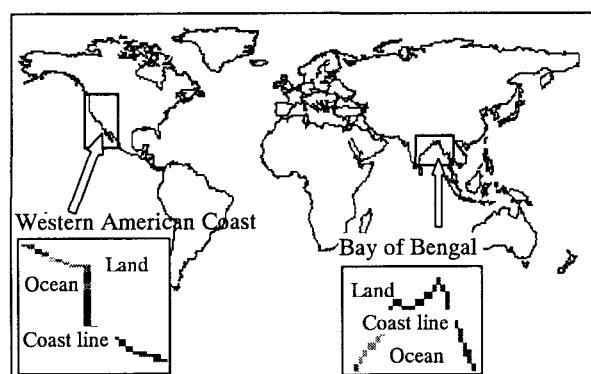 Western American Coast
Bay of Bengal
Land
Ocean
Coast line
Land
Coast line
Ocean